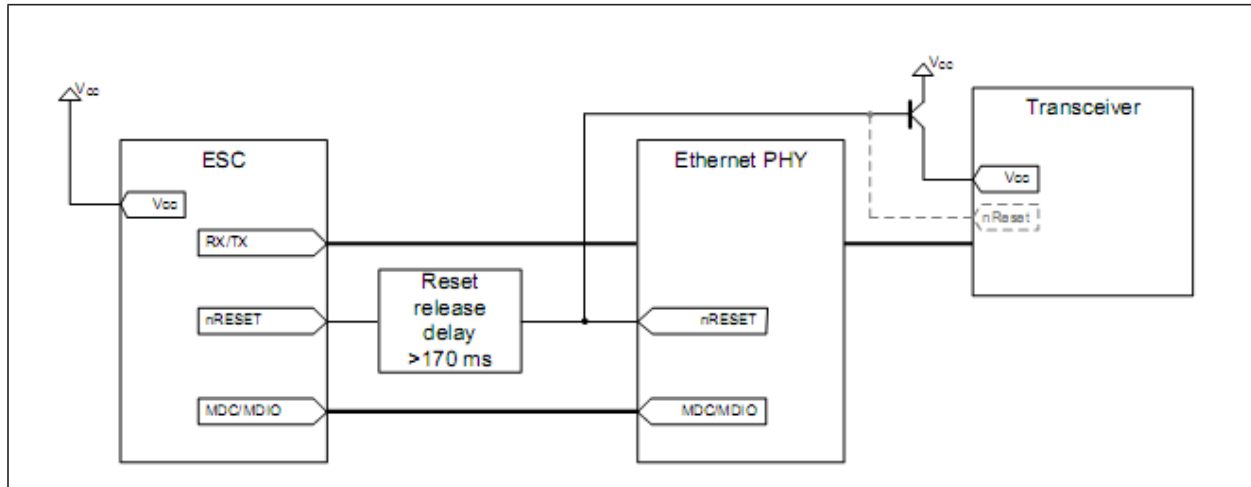 Vcc
Vcc
ESC
Ethernet PHY
Transceiver
Vcc
Vcc
nReset
RX/TX
Reset
release
delay
>170 ms
nRESET
nRESET
MDC/MDIO
MDC/MDIO